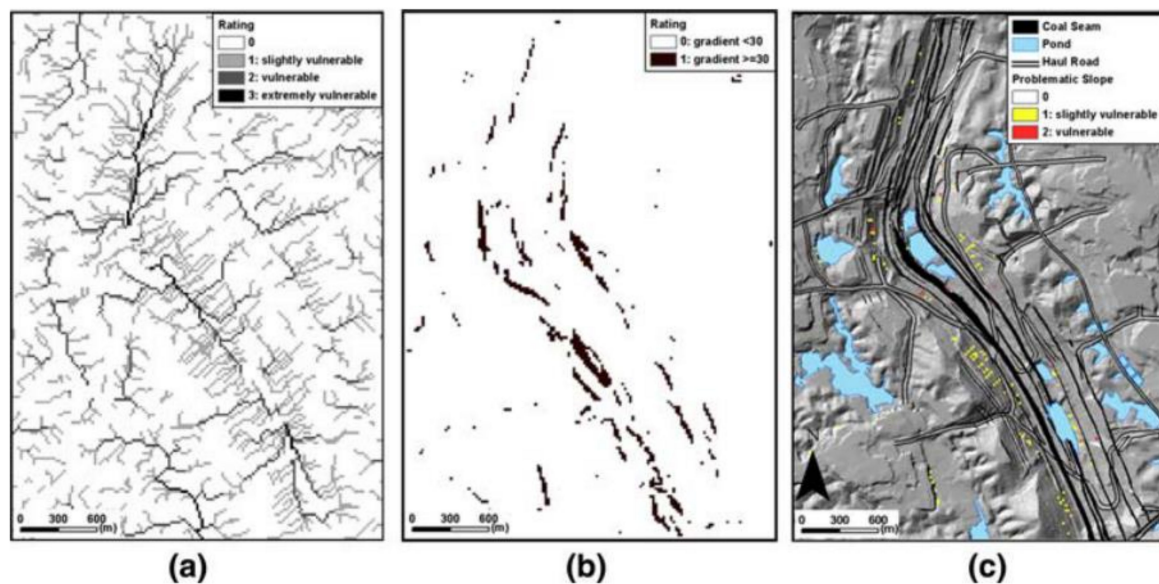 Rating
0
1: slightly vulnerable
2: vulnerable
3: extremely vulnerable
0 300 600
(m)
(a)
Rating
0: gradient <30
1: gradient >=30
0 300 600
(m)
(b)
Coal Seam
Pond
Haul Road
Problematic Slope
0
1: slightly vulnerable
2: vulnerable
0 300 600
(m)
(c)